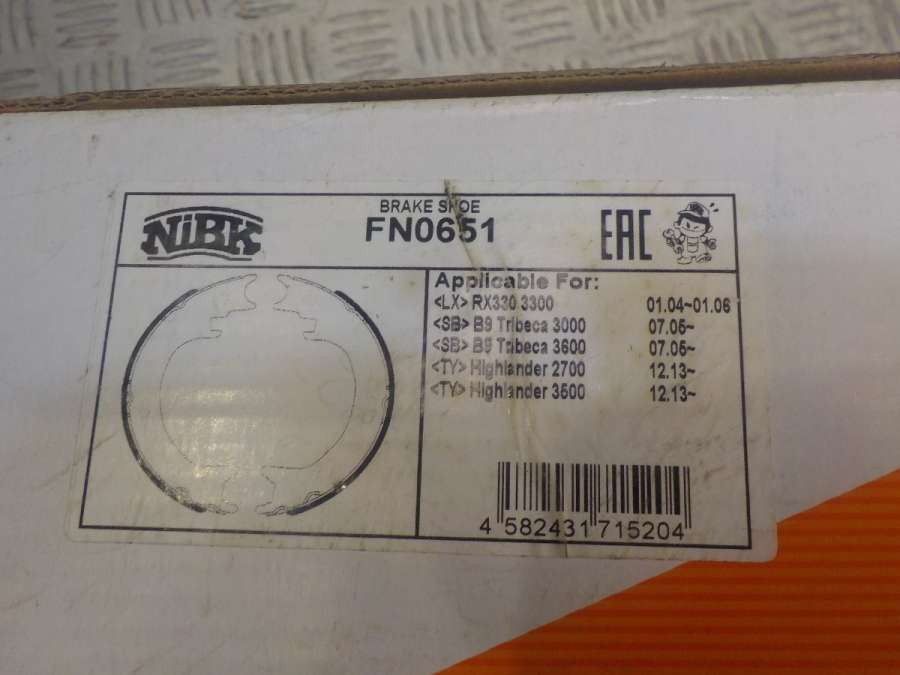 NiBK
BRAKE SHOE
FN0651
EAC
Applicable For:
<LX> RX330 3300 01.04~01.06
<SB> B9 Tribeca 3000 07.05~
<SB> B9 Tribeca 3600 07.05~
<TY> Highlander 2700 12.13~
<TY> Highlander 3500 12.13~
4 582431 715204